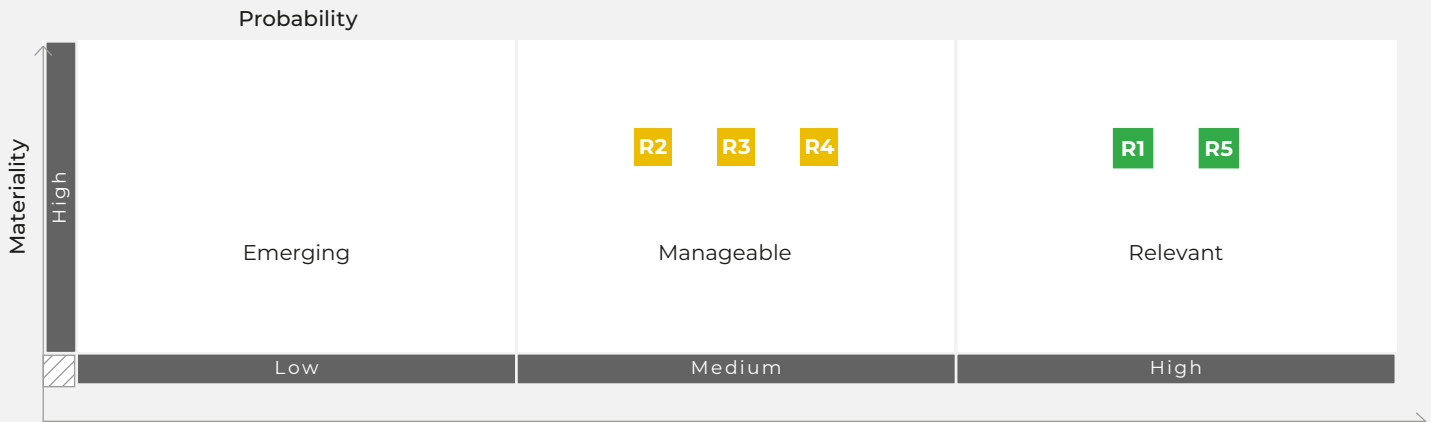 Probability
Materiality
High
R2 R3 R4 R1 R5
Emerging Manageable Relevant
Low Medium High